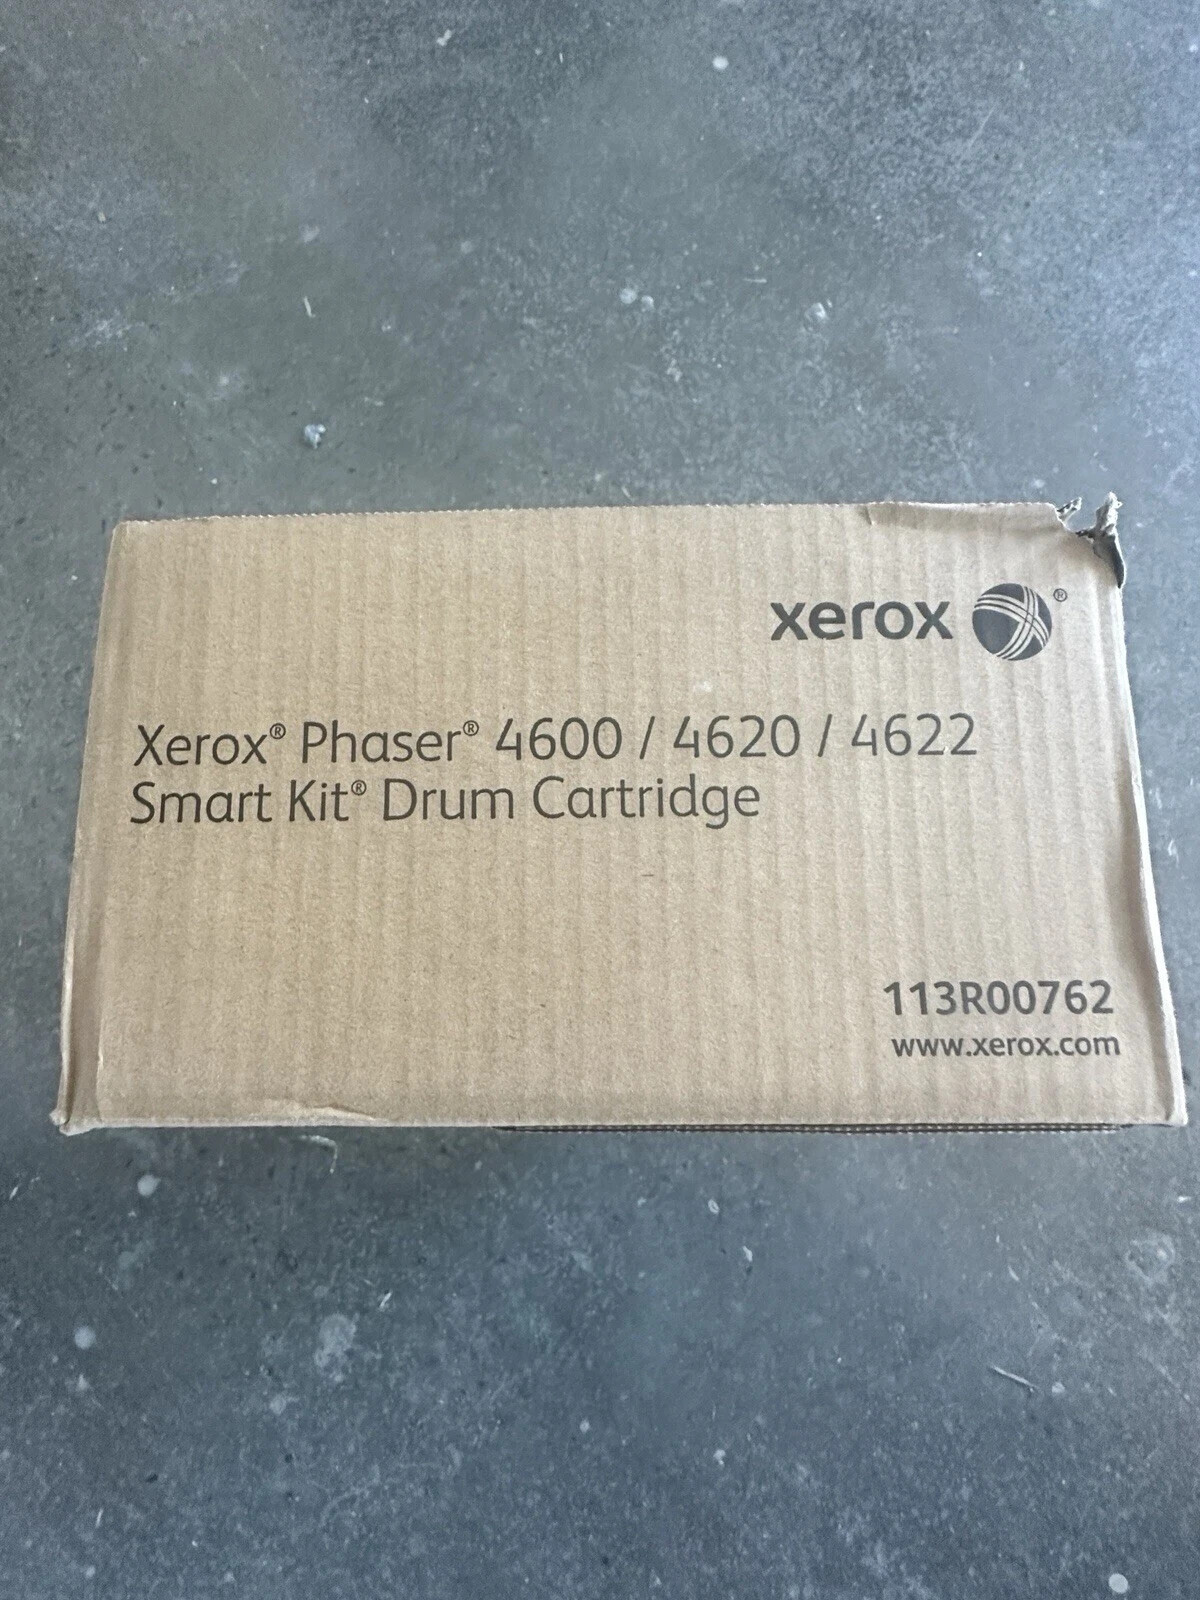 xerox ®
Xerox® Phaser® 4600 / 4620 / 4622
Smart Kit® Drum Cartridge
113R00762
www.xerox.com